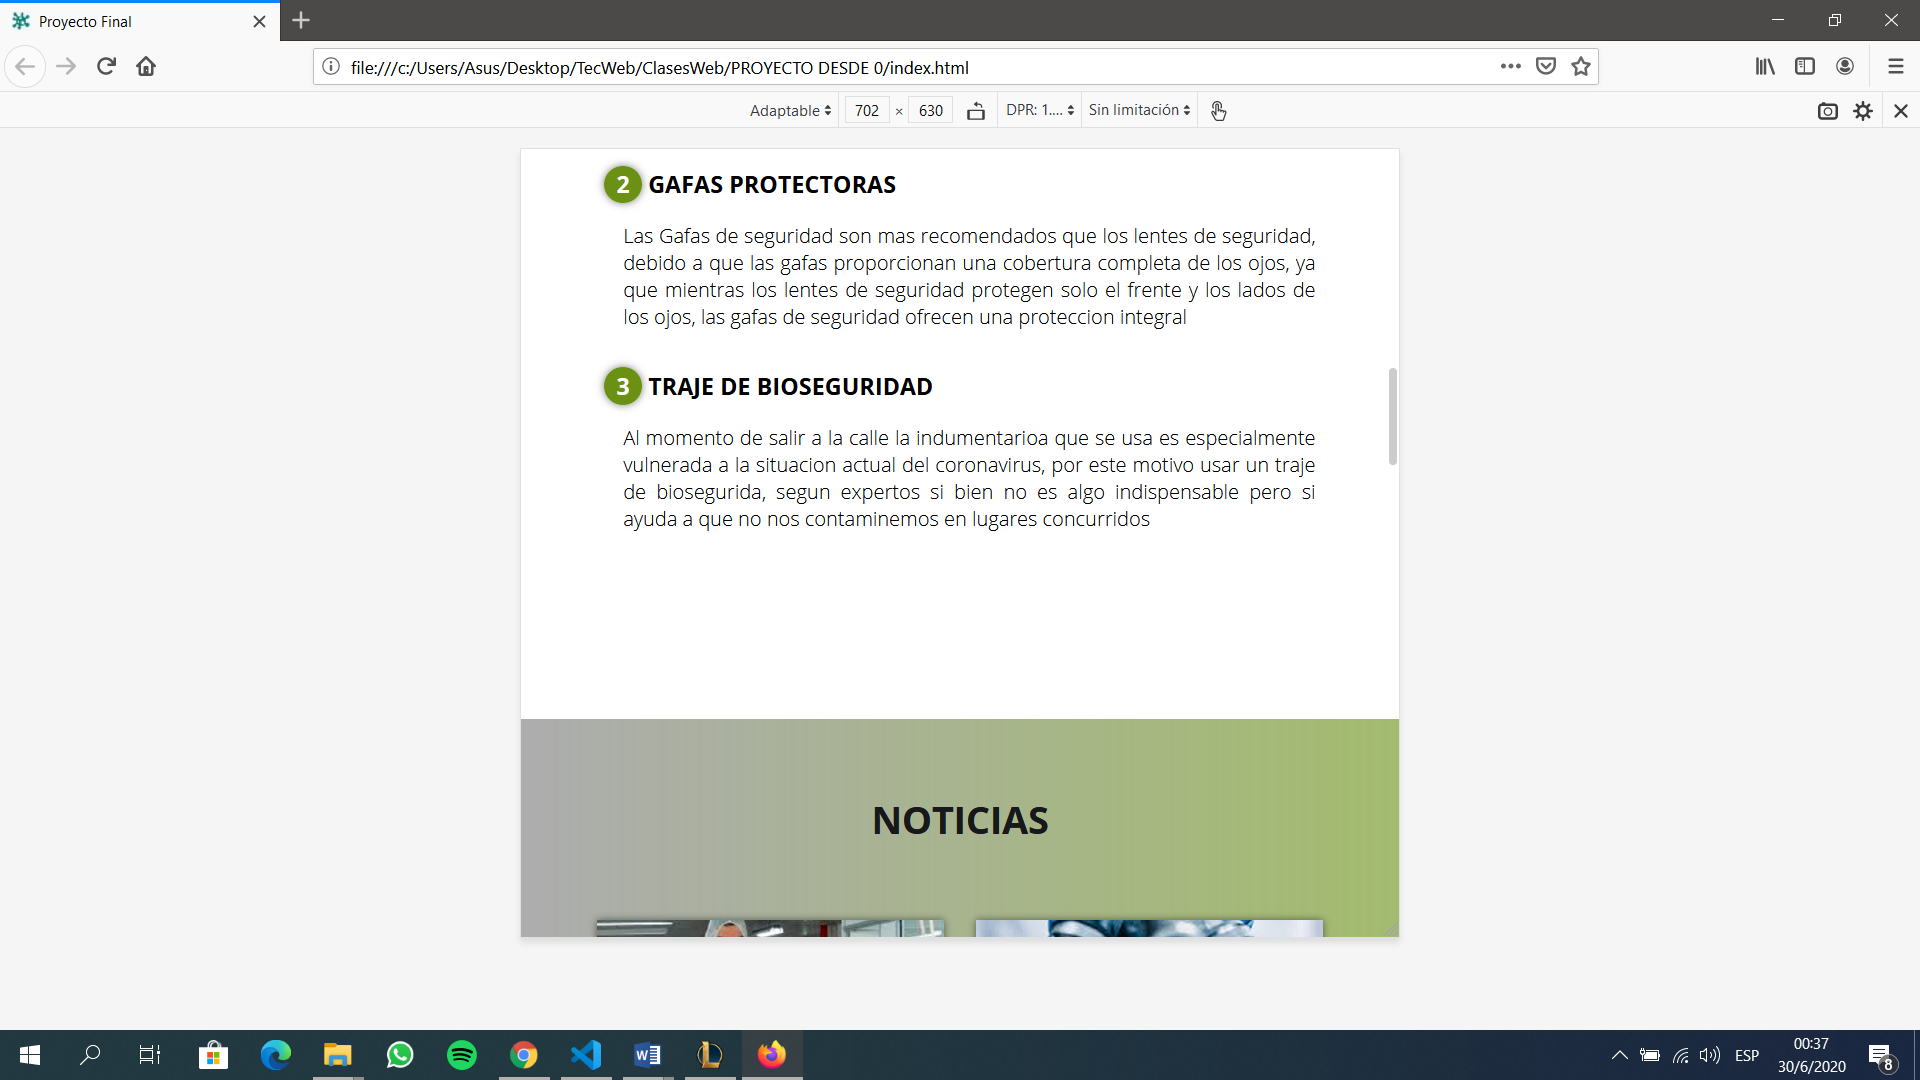 Proyecto Final
file:///c:/Users/Asus/Desktop/TecWeb/ClasesWeb/PROYECTO DESDE 0/index.html
Adaptable 702 × 630 DPR: 1.... Sin limitación
2 GAFAS PROTECTORAS
Las Gafas de seguridad son mas recomendados que los lentes de seguridad,
debido a que las gafas proporcionan una cobertura completa de los ojos, ya
que mientras los lentes de seguridad protegen solo el frente y los lados de
los ojos, las gafas de seguridad ofrecen una proteccion integral
3 TRAJE DE BIOSEGURIDAD
Al momento de salir a la calle la indumentarioa que se usa es especialmente
vulnerada a la situacion actual del coronavirus, por este motivo usar un traje
de biosegurida, segun expertos si bien no es algo indispensable pero si
ayuda a que no nos contaminemos en lugares concurridos
NOTICIAS
ESP
00:37
30/6/2020
8